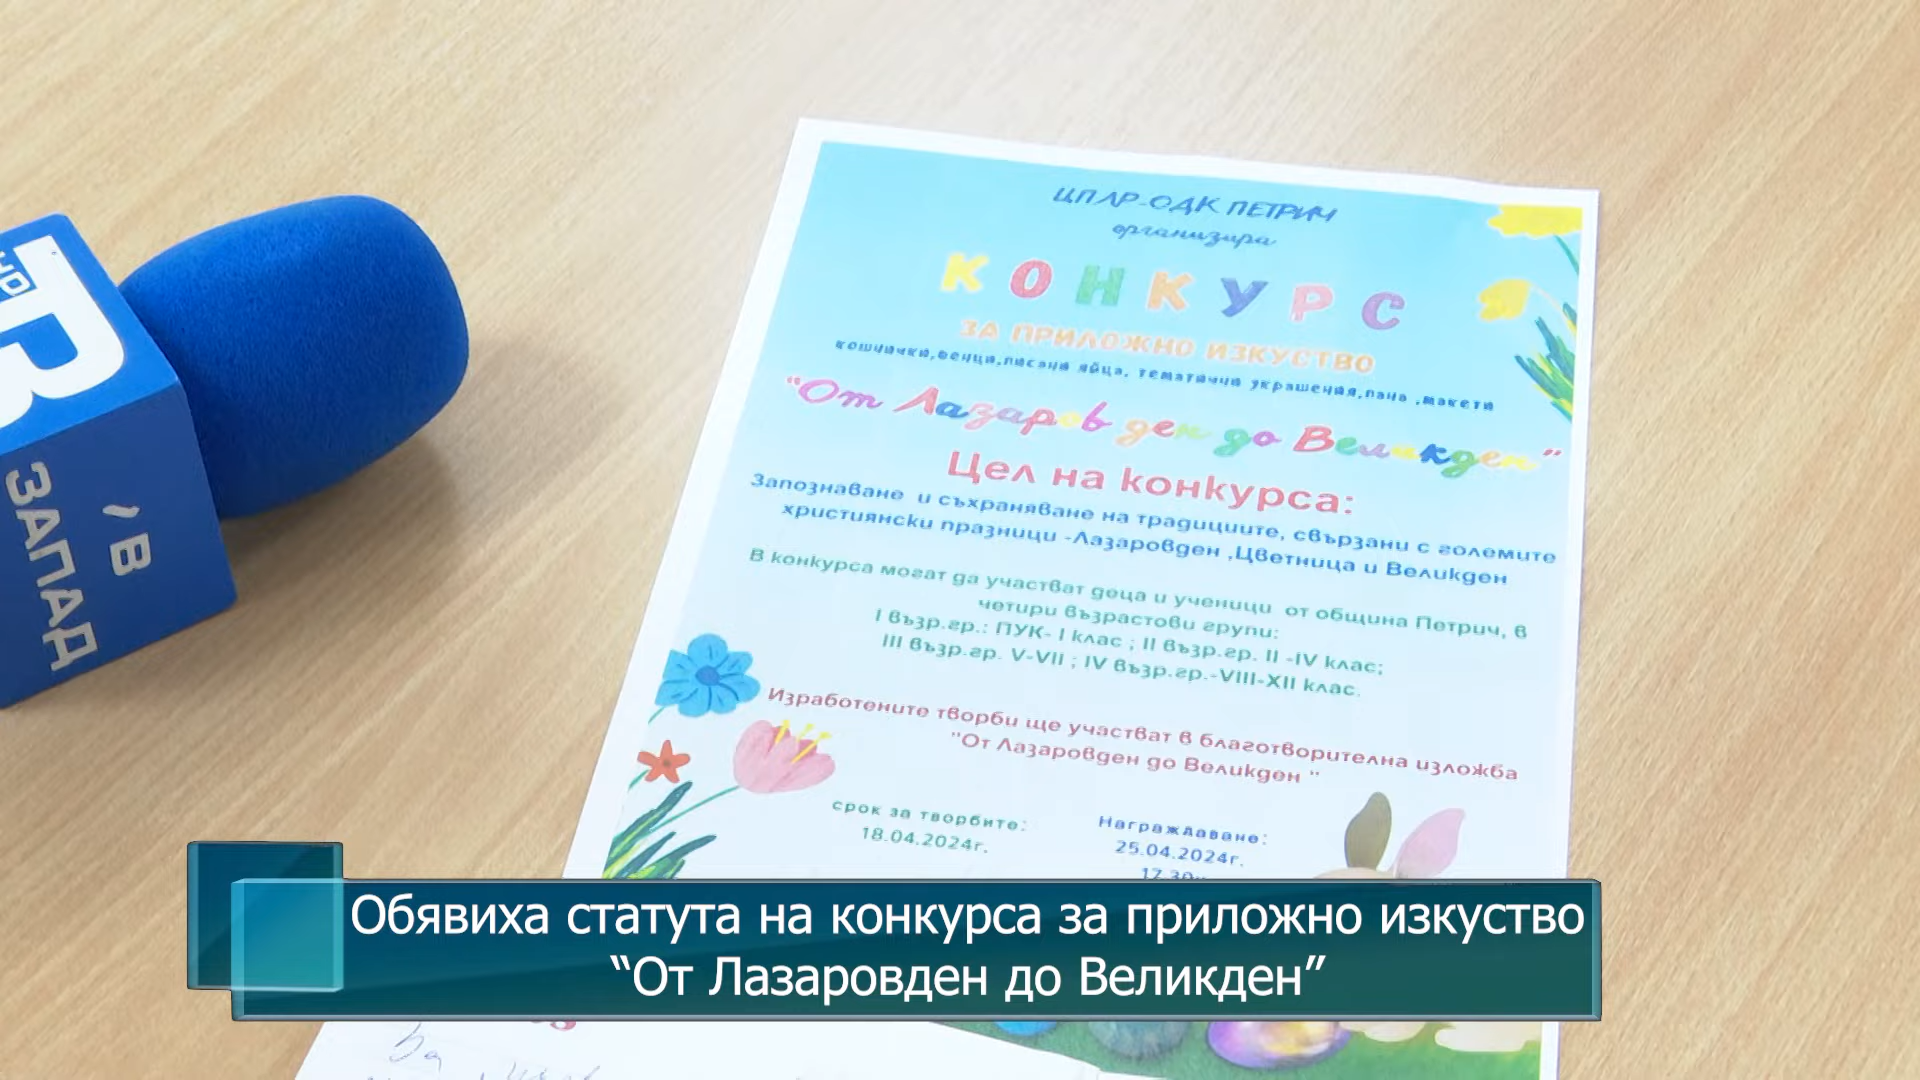 В
, В
ЗАПАД
ЦПЛР-ОДК ПЕТРИЧ
организира
КОНКУРС
ЗА ПРИЛОЖНО ИЗКУСТВО
кошнички,венци,писани яйца, тематични украшения,пана ,макети
"От Лазаров ден до Великден"
Цел на конкурса:
Запознаване и съхраняване на традициите, свързани с големите
християнски празници -Лазаровден ,Цветница и Великден
В конкурса могат да участват деца и ученици от община Петрич, в
четири възрастови групи:
I възр.гр.: ПУК- I клас ; II възр.гр. II -IV клас;
III възр.гр. V-VII ; IV възр.гр.-VIII-XII клас.
Изработените творби ще участват в благотворителна изложба
"От Лазаровден до Великден "
срок за творбите:
18.04.2024г.
Награждаване:
25.04.2024г.
17.30
Обявиха статута на конкурса за приложно изкуство
“От Лазаровден до Великден”